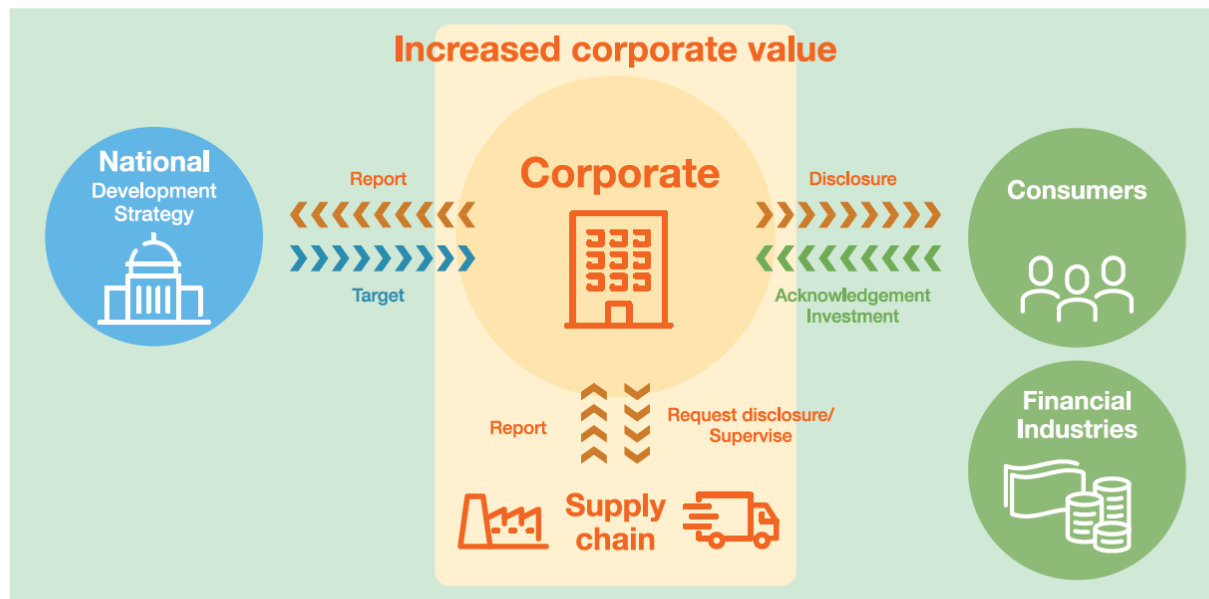 Increased corporate value
National
Development
Strategy
Report
Target
Corporate
Disclosure
Acknowledgement
Investment
Consumers
Report
Request disclosure/
Supervise
Supply
chain
Financial
Industries